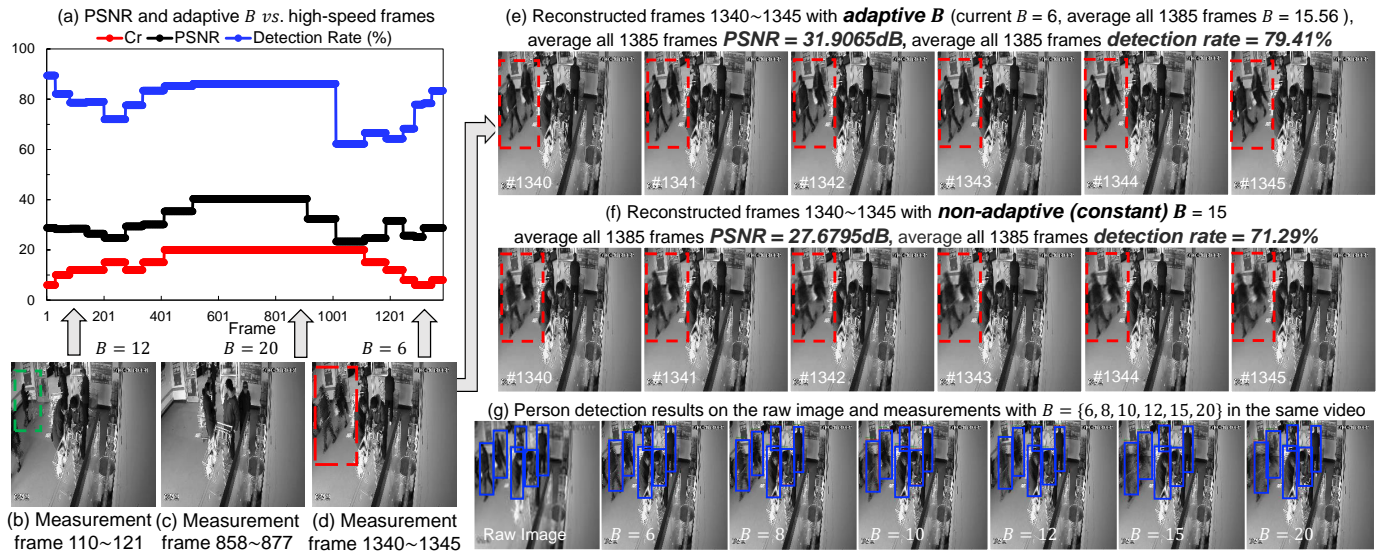 (a) PSNR and adaptive B vs. high-speed frames
Cr PSNR Detection Rate (%)
100
80
60
40
20
0
1 201 401 601 801 1001 1201
Frame
B = 12 B = 20 B = 6
(b) Measurement
frame 110~121
(c) Measurement
frame 858~877
(d) Measurement
frame 1340~1345
(e) Reconstructed frames 1340~1345 with adaptive B (current B = 6, average all 1385 frames B = 15.56 ),
average all 1385 frames PSNR = 31.9065dB, average all 1385 frames detection rate = 79.41%
#1340 #1341 #1342 #1343 #1344 #1345
(f) Reconstructed frames 1340~1345 with non-adaptive (constant) B = 15
average all 1385 frames PSNR = 27.6795dB, average all 1385 frames detection rate = 71.29%
#1340 #1341 #1342 #1343 #1344 #1345
(g) Person detection results on the raw image and measurements with B = {6, 8, 10, 12, 15, 20} in the same video
Raw Image B = 6 B = 8 B = 10 B = 12 B = 15 B = 20